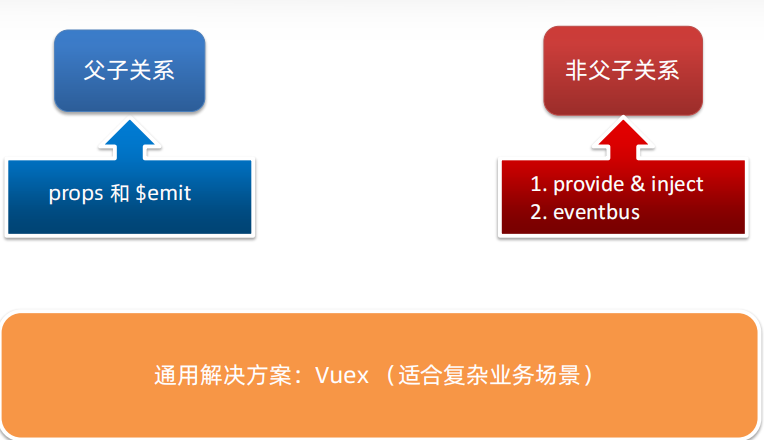 父子关系
非父子关系
props 和 $emit
1. provide & inject
2. eventbus
通用解决方案：Vuex（适合复杂业务场景）